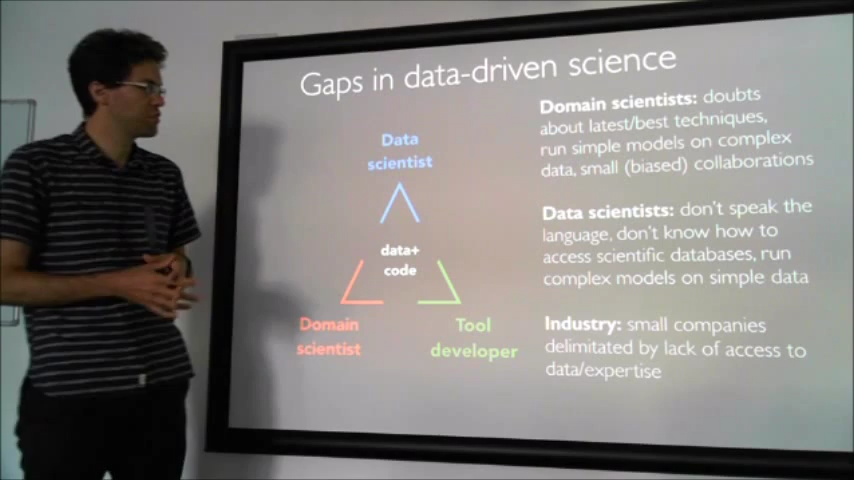 Gaps in data-driven science
Data
scientist
data+
code
Domain
scientist
Tool
developer
Domain scientists: doubts
about latest/best techniques,
run simple models on complex
data, small (biased) collaborations
Data scientists: don't speak the
language, don't know how to
access scientific databases, run
complex models on simple data
Industry: small companies
delimitated by lack of access to
data/expertise